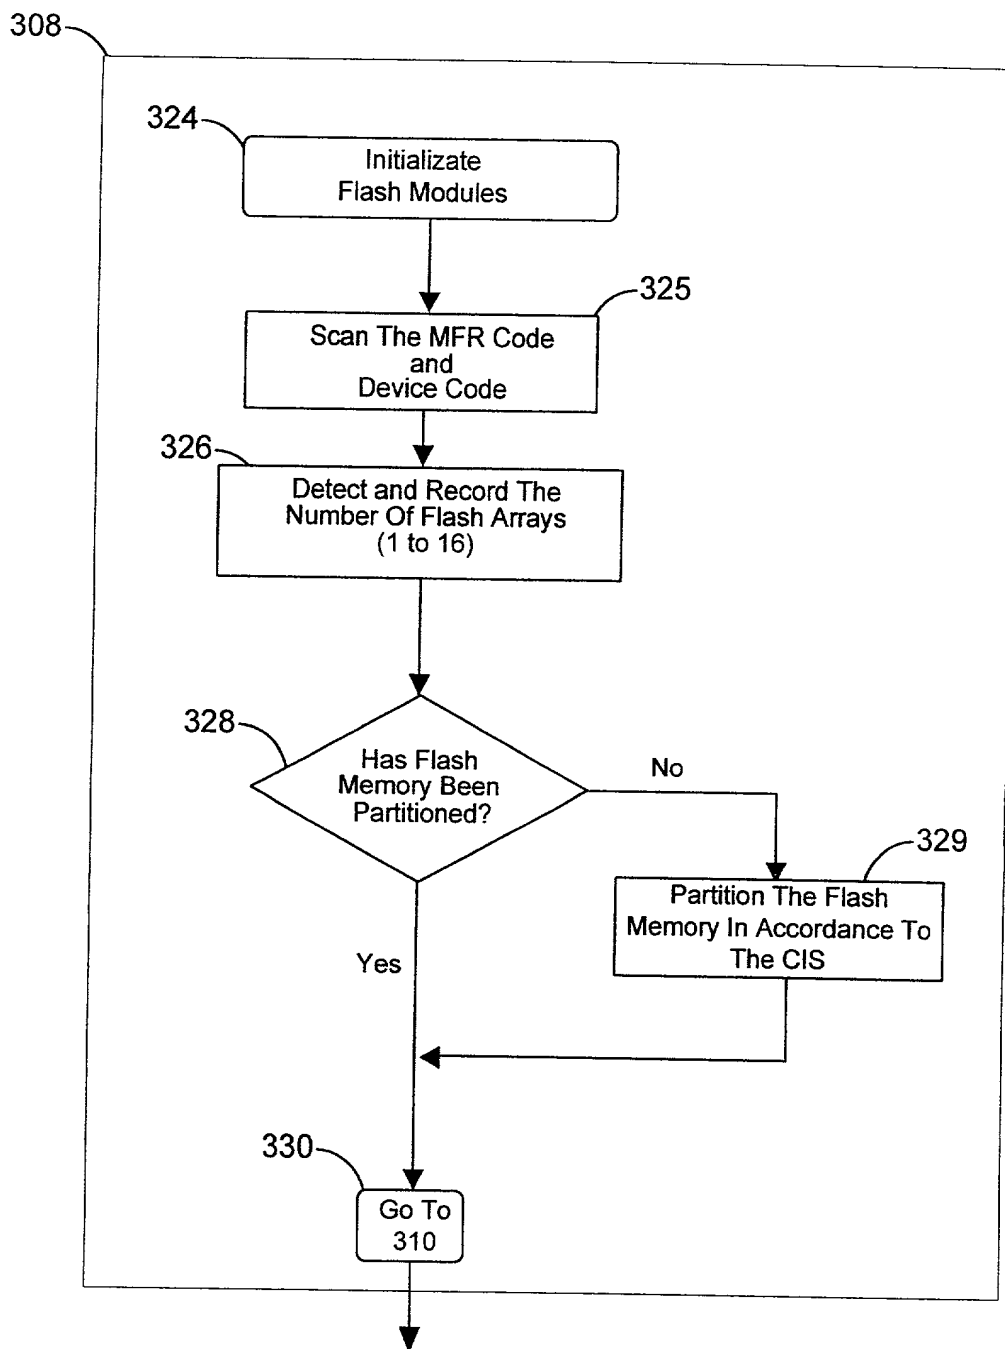 308
324
Initializate
Flash Modules
325
Scan The MFR Code
and
Device Code
326
Detect and Record The
Number Of Flash Arrays
(1 to 16)
328
Has Flash
Memory Been
Partitioned?
No
329
Partition The Flash
Memory In Accordance To
The CIS
Yes
330
Go To
310